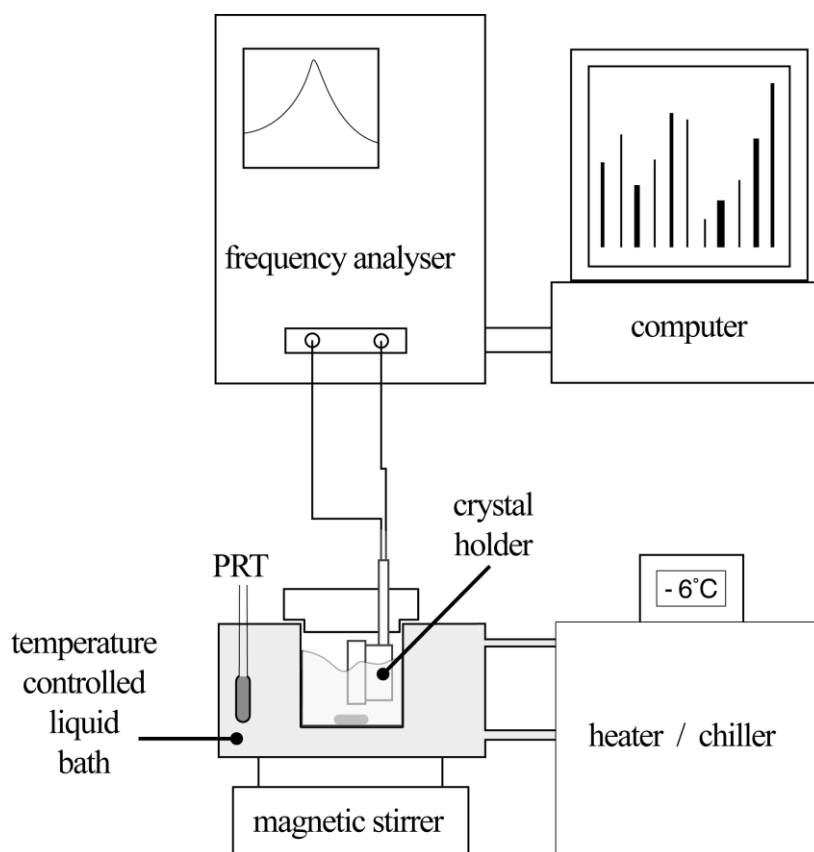 frequency analyser
computer
crystal
holder
PRT
- 6°C
temperature
controlled
liquid
bath
heater / chiller
magnetic stirrer